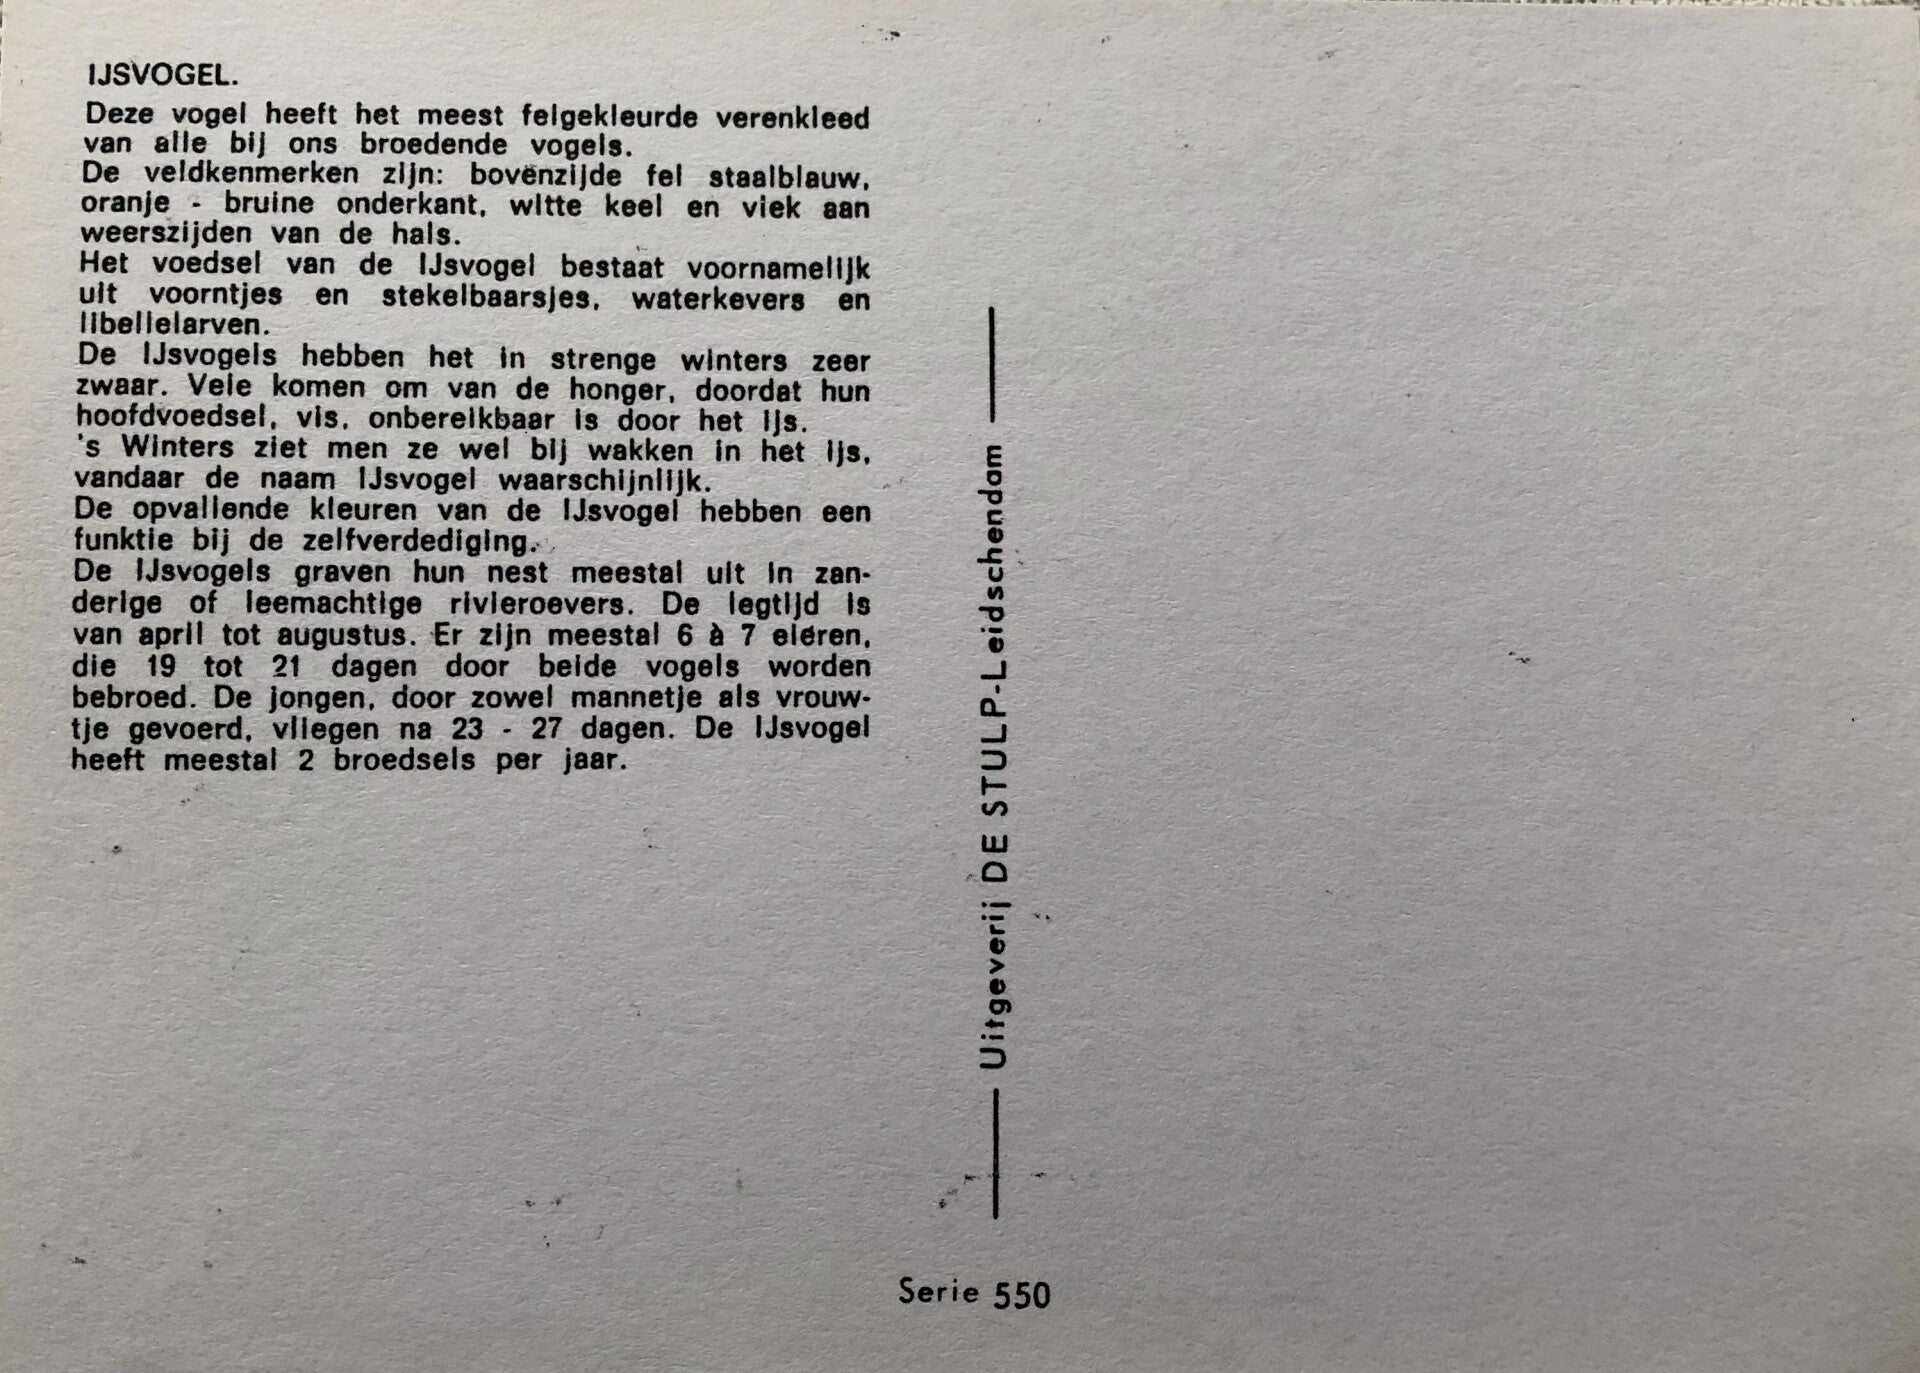 IJSVOGEL.
Deze vogel heeft het meest felgekleurde verenkleed
van alle bij ons broedende vogels.
De veldkenmerken zijn: bovenzijde fel staalblauw,
oranje - bruine onderkant, witte keel en vlek aan
weerszijden van de hals.
Het voedsel van de IJsvogel bestaat voornamelijk
uit voorntjes en stekelbaarsjes, waterkevers en
libellelarven.
De IJsvogels hebben het in strenge winters zeer
zwaar. Vele komen om van de honger, doordat hun
hoofdvoedsel, vis, onbereikbaar is door het ijs.
's Winters ziet men ze wel bij wakken in het ijs,
vandaar de naam IJsvogel waarschijnlijk.
De opvallende kleuren van de IJsvogel hebben een
funktie bij de zelfverdediging.
De IJsvogels graven hun nest meestal uit in zan-
derige of leemachtige rivieroevers. De legtijd is
van april tot augustus. Er zijn meestal 6 à 7 eieren,
die 19 tot 21 dagen door beide vogels worden
bebroed. De jongen, door zowel mannetje als vrouw-
tje gevoerd, vliegen na 23 - 27 dagen. De IJsvogel
heeft meestal 2 broedsels per jaar.
Uitgeverij DE STULP-Leidschendam
Serie 550